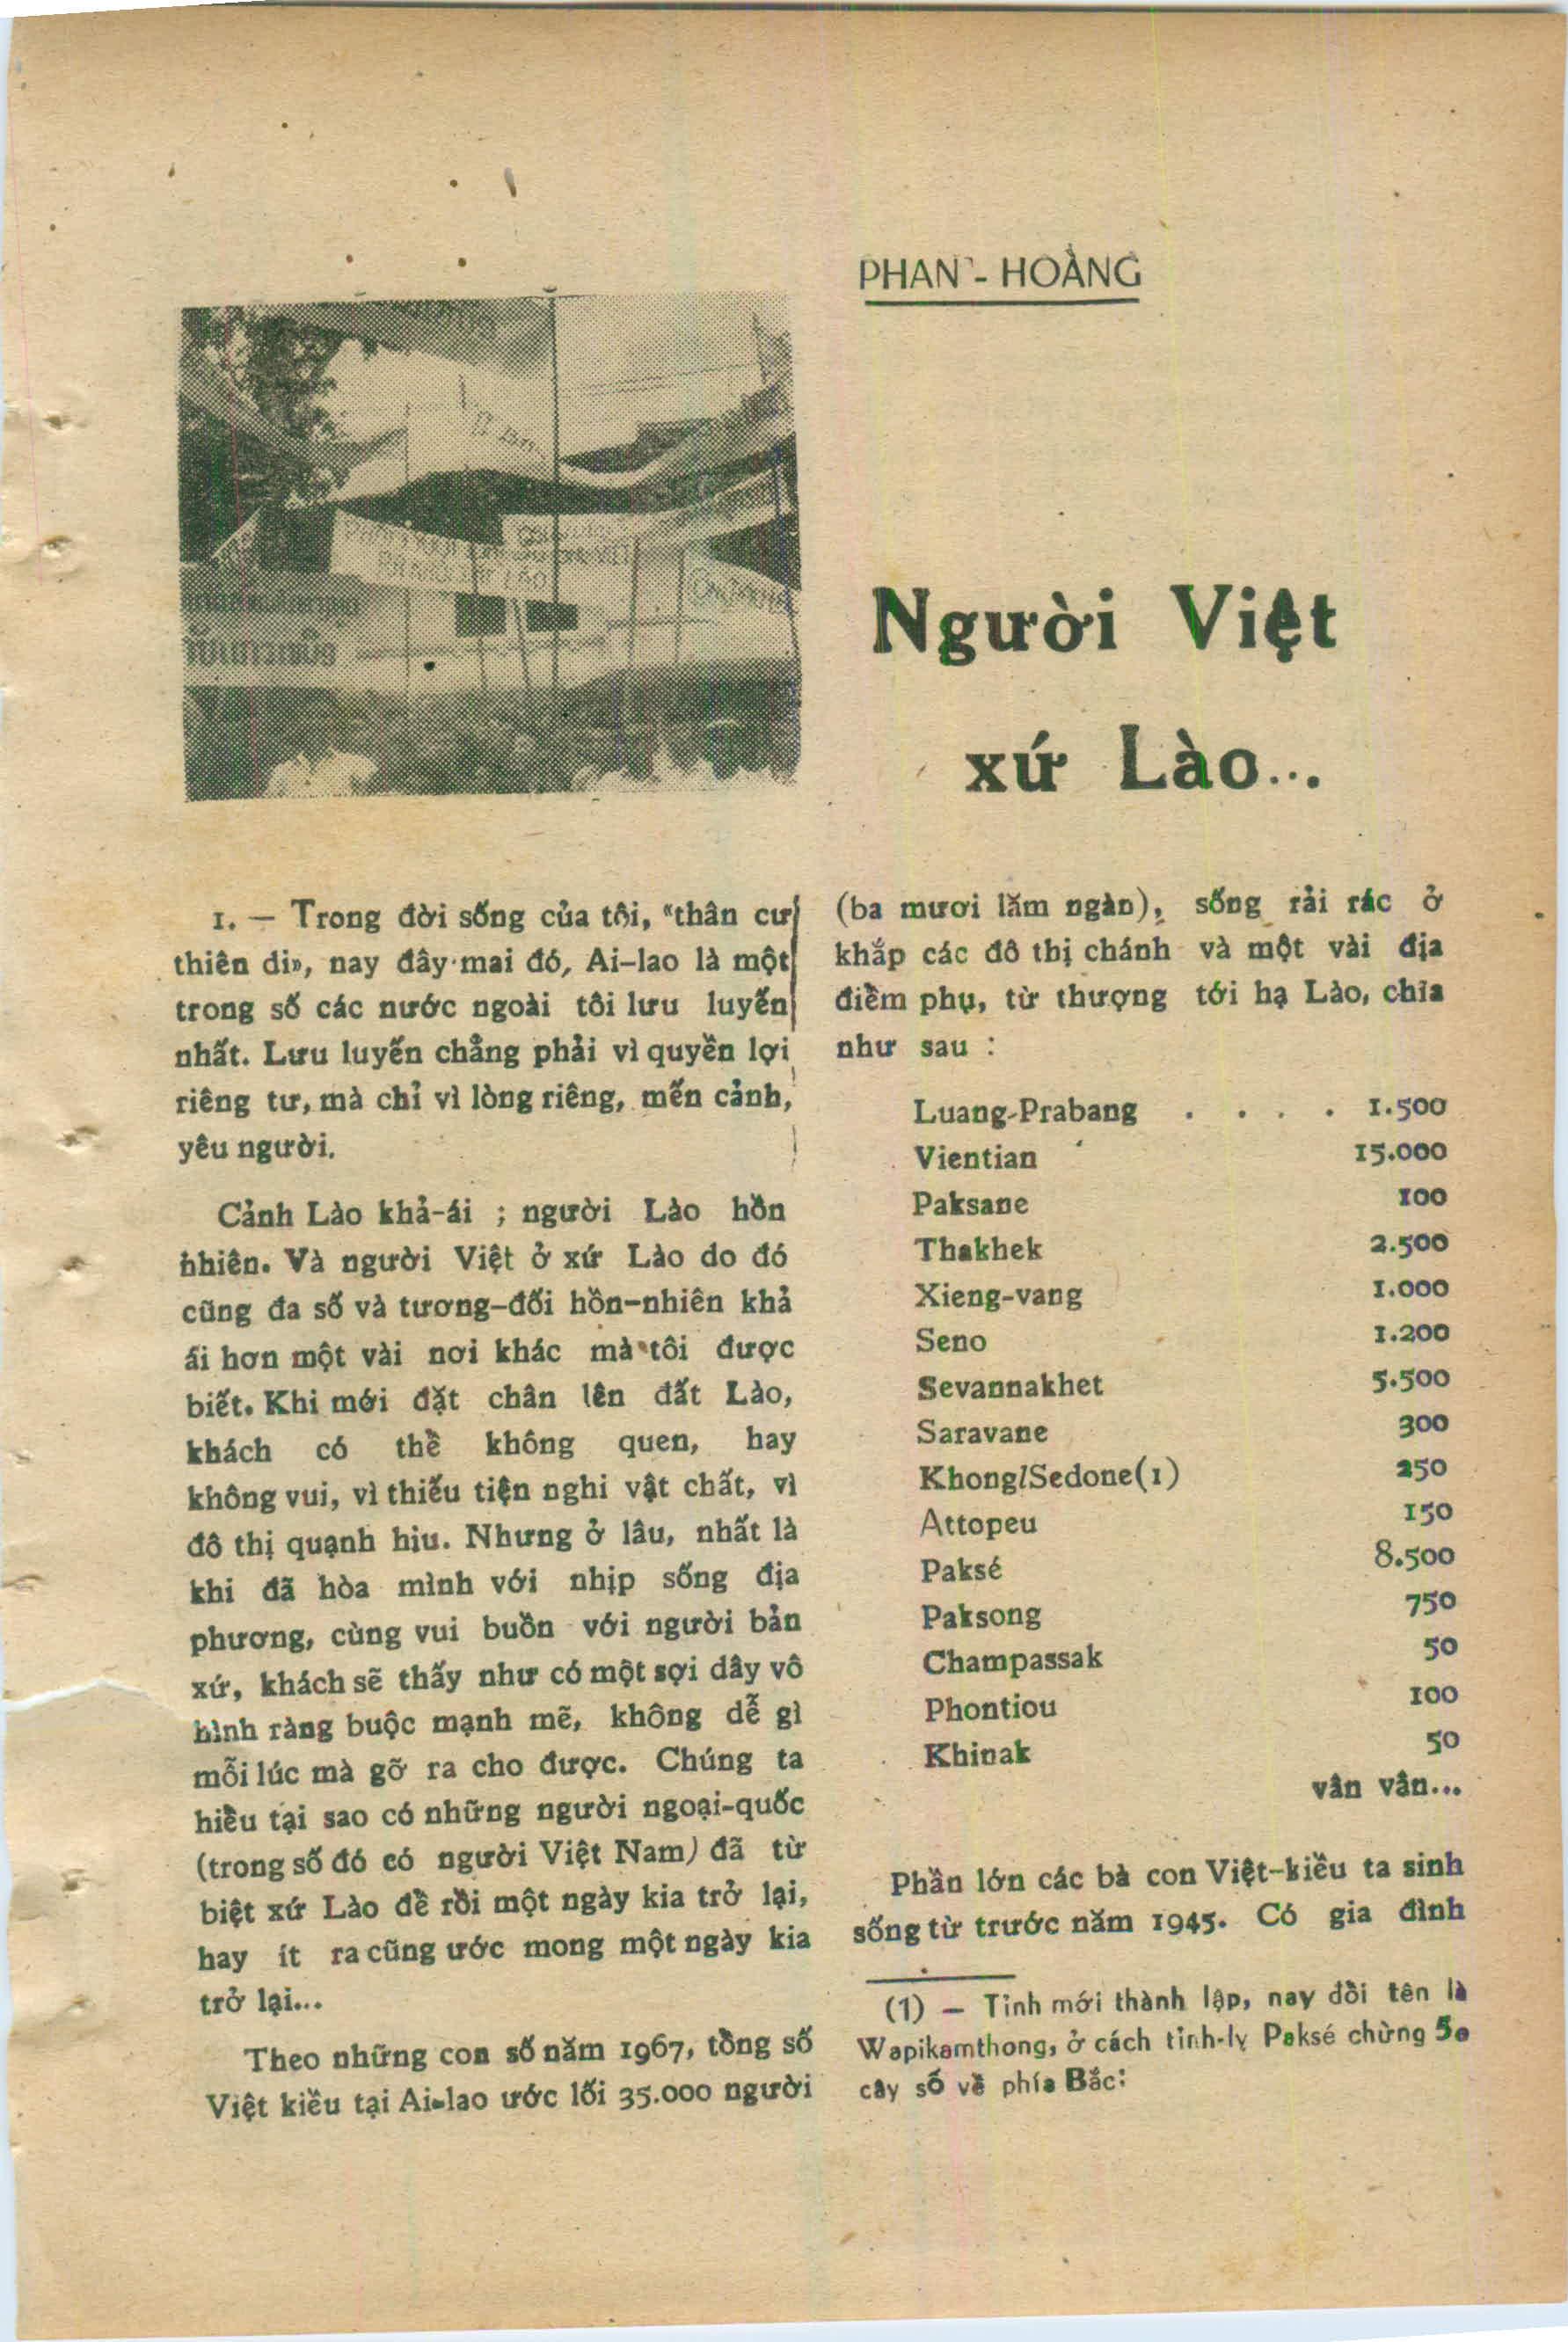 PHAN - HOÀNG
Người Việt
xứ Lào...
1. — Trong đời sống của tôi, “thân cư
thiên di», nay đây mai đó, Ai-lao là một
trong số các nước ngoài tôi lưu luyến
nhất. Lưu luyến chẳng phải vì quyền lợi
riêng tư, mà chỉ vì lòng riêng, mến cảnh,
yêu người.
Cảnh Lào khả-ái ; người Lào hồn
nhiên. Và người Việt ở xứ Lào do đó
cũng đa số và tương-đối hồn-nhiên khả
ái hơn một vài nơi khác mà tôi được
biết. Khi mới đặt chân lên đất Lào,
khách có thể không quen, hay
không vui, vì thiếu tiện nghi vật chất, vì
đô thị quạnh hiu. Nhưng ở lâu, nhất là
khi đã hòa mình với nhịp sống địa
phương, cùng vui buồn với người bản
xứ, khách sẽ thấy như có một sợi dây vô
hình ràng buộc mạnh mẽ, không dễ gì
mỗi lúc mà gỡ ra cho được. Chúng ta
hiểu tại sao có những người ngoại-quốc
(trong số đó có người Việt Nam) đã từ
biệt xứ Lào để rồi một ngày kia trở lại,
hay ít ra cũng ước mong một ngày kia
trở lại...
Theo những con số năm 1967, tổng số
Việt kiều tại Ai-lao ước lối 35.000 người
(ba mươi lăm ngàn), sống rải rác ở
khắp các đô thị chánh và một vài địa
điểm phụ, từ thượng tới hạ Lào, chia
như sau :
Luang-Prabang . . . . 1.500
Vientian 15.000
Paksane 100
Thakhek 2.500
Xieng-vang 1.000
Seno 1.200
Sevannakhet 5.500
Saravane 300
Khong/Sedone(1) 250
Attopeu 150
Paksé 8.500
Paksong 750
Champassak 50
Phontiou 100
Khinak 50
vân vân...
Phần lớn các bà con Việt-kiều ta sinh
sống từ trước năm 1945. Có gia đình
(1) — Tỉnh mới thành lập, nay đổi tên là
Wapikamthong, ở cách tỉnh-lỵ Paksé chừng 50
cây số về phía Bắc: